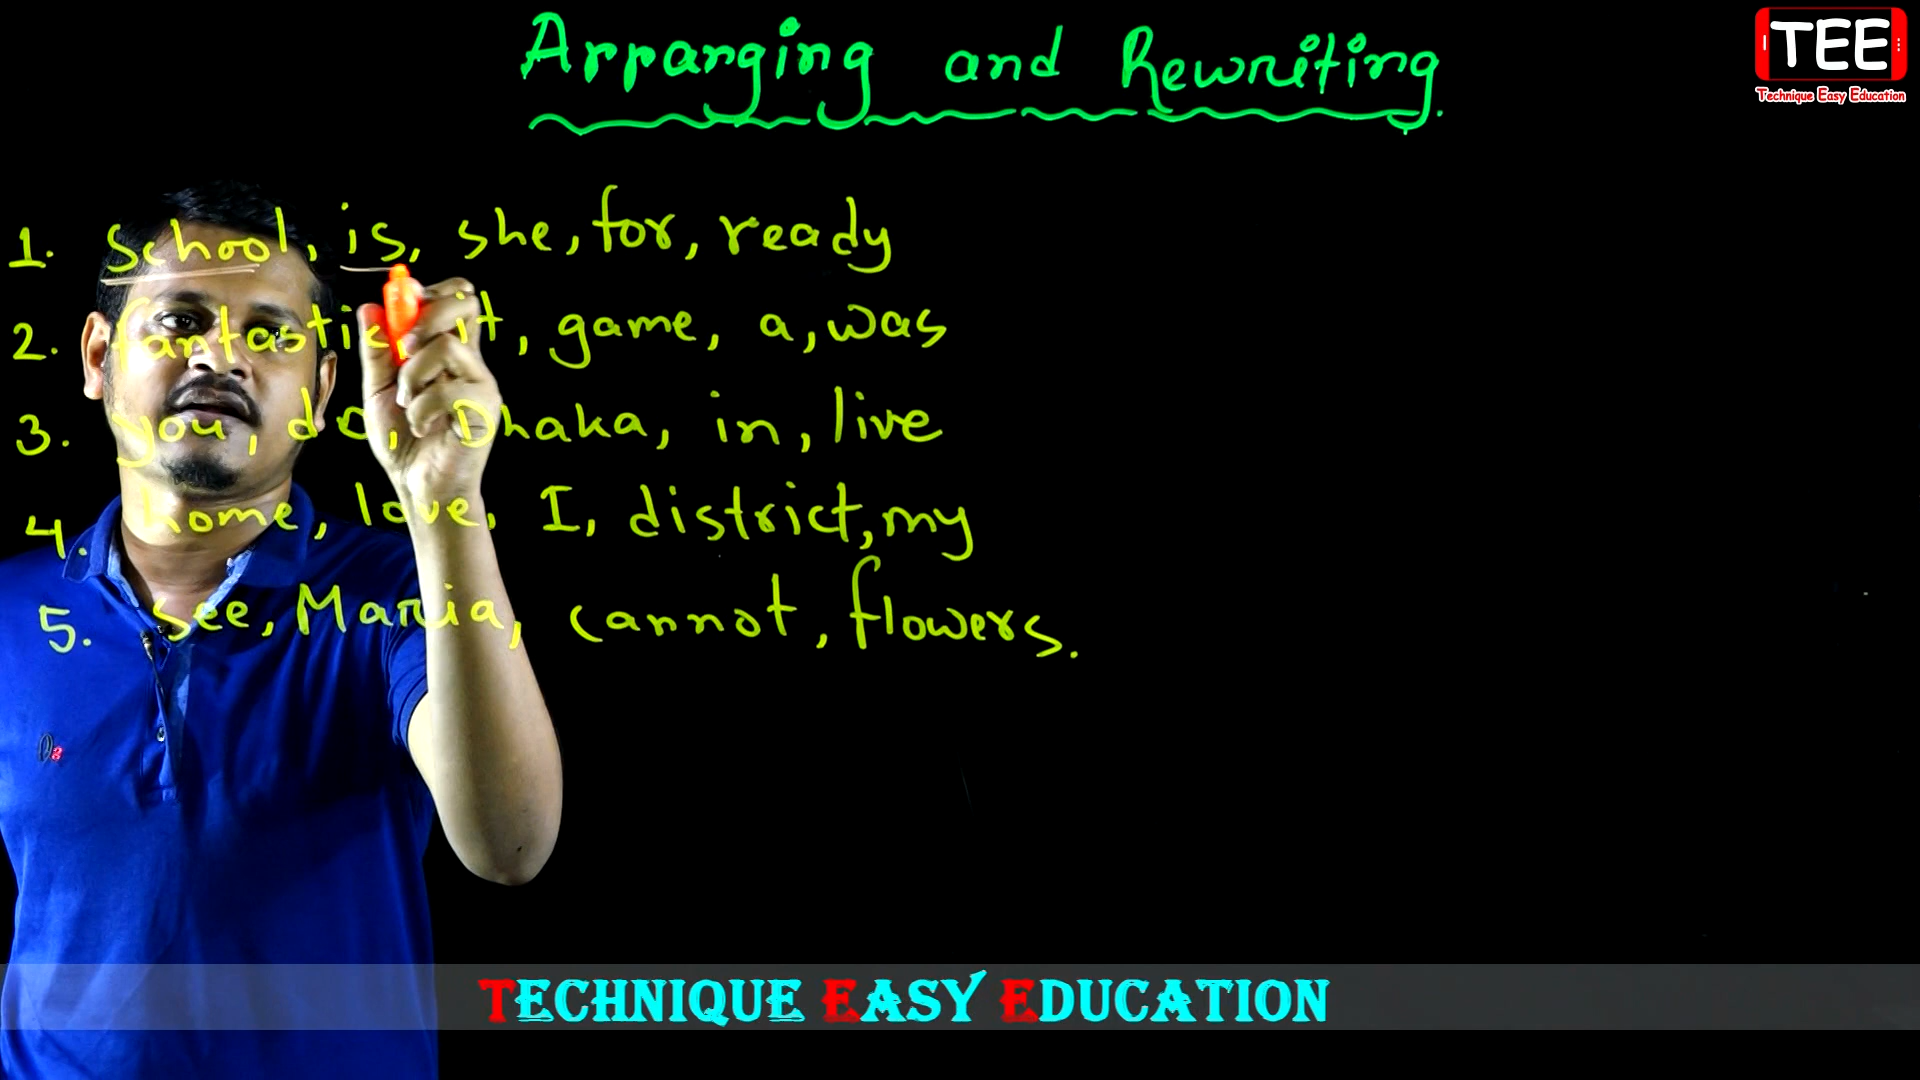 Arranging and Rewriting.
TEE
Technique Easy Education
1. School, is, she, for, ready
2. fantastic, it, game, a, was
3. you, do, Dhaka, in, live
4. home, love, I, district, my
5. see, Maria, cannot, flowers.
TECHNIQUE EASY EDUCATION